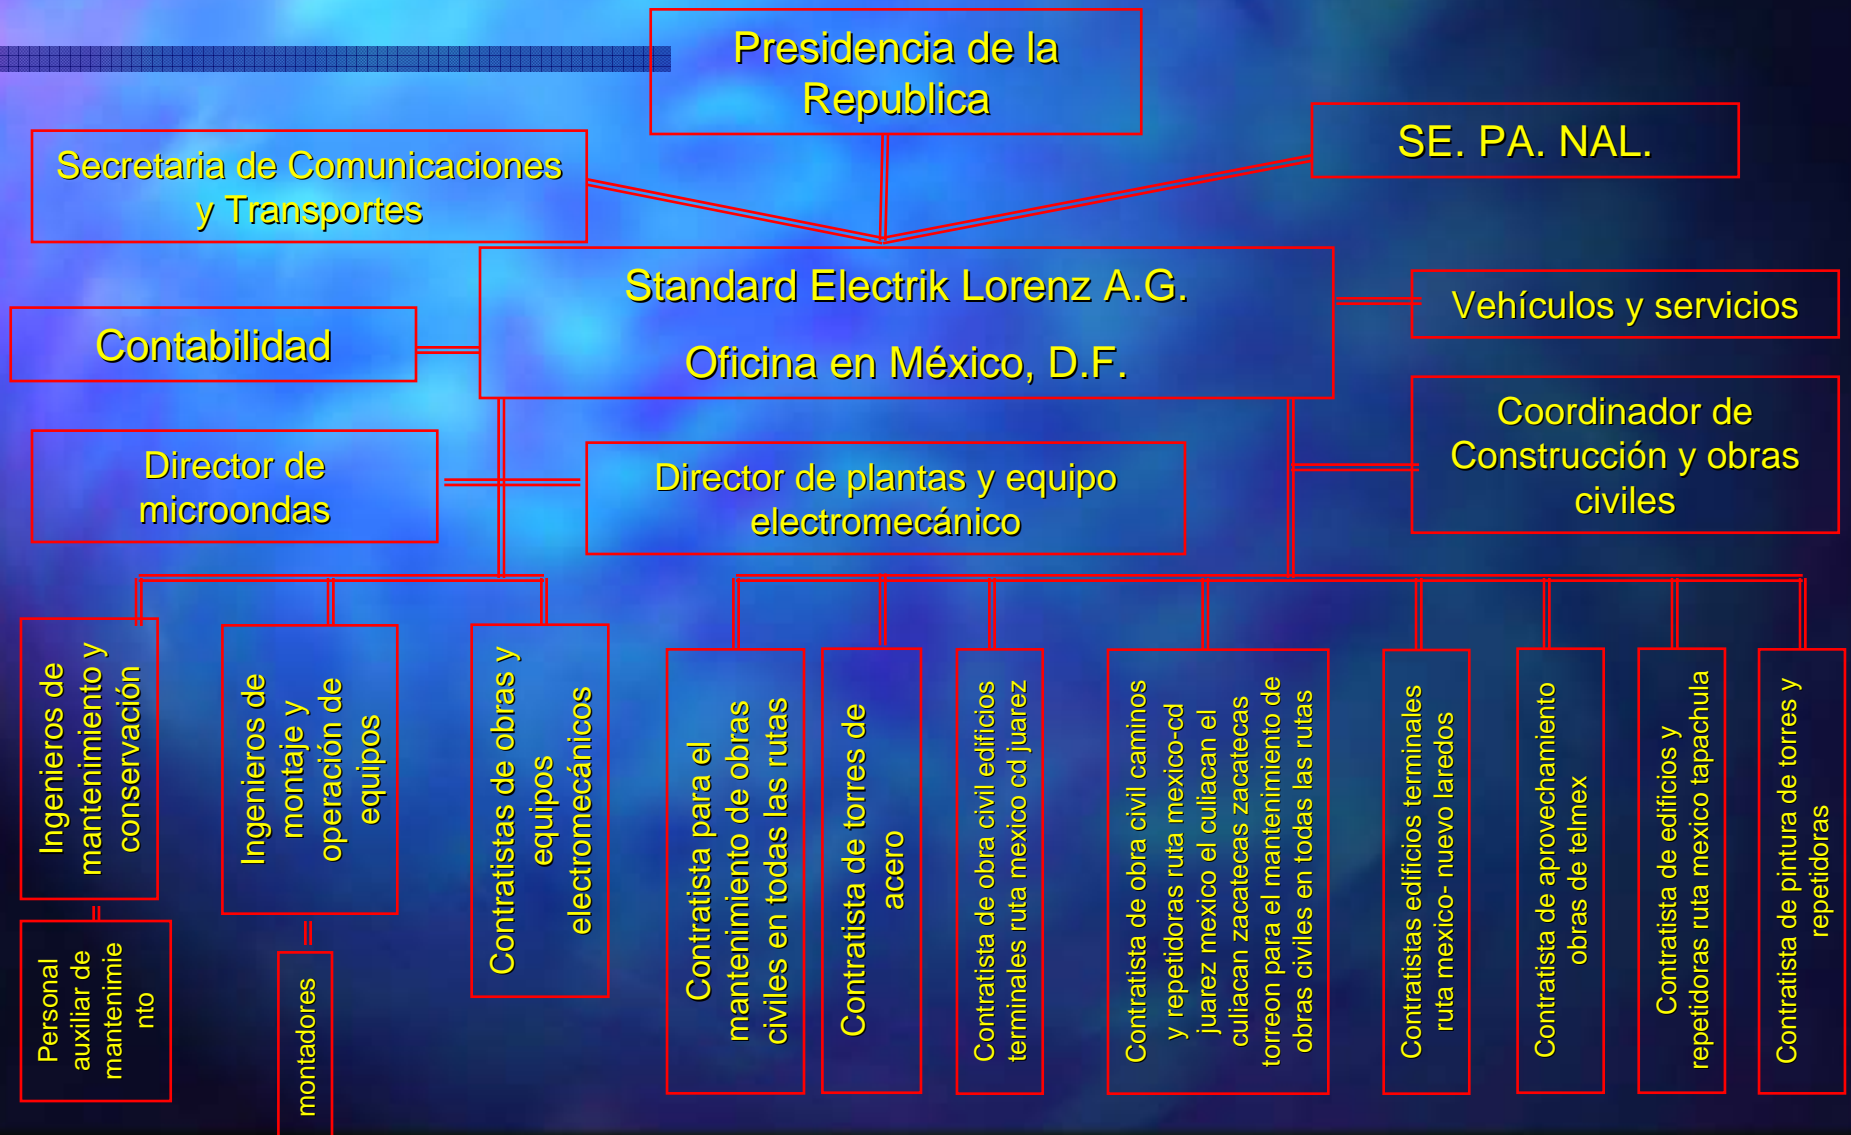 Presidencia de la
Republica
Secretaria de Comunicaciones
y Transportes
SE. PA. NAL.
Standard Electrik Lorenz A.G.
Oficina en México, D.F.
Contabilidad
Vehículos y servicios
Director de
microondas
Director de plantas y equipo
electromecánico
Coordinador de
Construcción y obras
civiles
Ingenieros de
mantenimiento y
conservación
Ingenieros de
montaje y
operación de
equipos
Contratistas de obras y
equipos
electromecánicos
Contratista para el
mantenimiento de obras
civiles en todas las rutas
Contratista de torres de
acero
Contratista de obra civil edificios
terminales ruta mexico cd juarez
Contratista de obra civil caminos
y repetidoras ruta mexico-cd
juarez mexico el culiacan el
culiacan zacatecas zacatecas
torreon para el mantenimiento de
obras civiles en todas las rutas
Contratistas edificios terminales
ruta mexico- nuevo laredos
Contratista de aprovechamiento
obras de telmex
Contratista de edificios y
repetidoras ruta mexico tapachula
Contratista de pintura de torres y
repetidoras
Personal
auxiliar de
mantenimie
nto
montadores